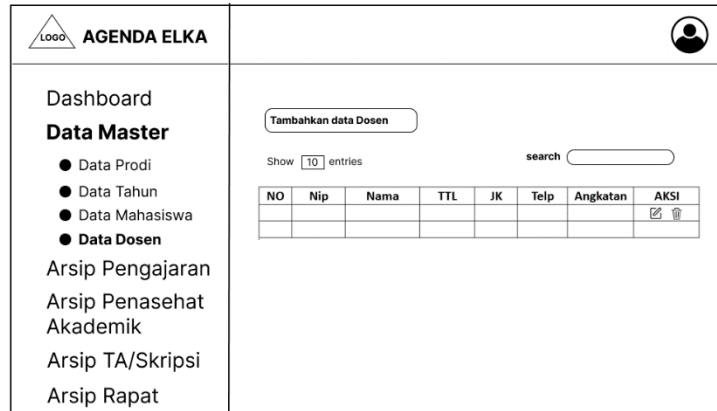 LOGO AGENDA ELKA
Dashboard
Data Master
Data Prodi
Data Tahun
Data Mahasiswa
Data Dosen
Arsip Pengajaran
Arsip Penasehat
Akademik
Arsip TA/Skripsi
Arsip Rapat
Tambahkan data Dosen
Show 10 entries
search
NO Nip Nama TTL JK Telp Angkatan AKSI